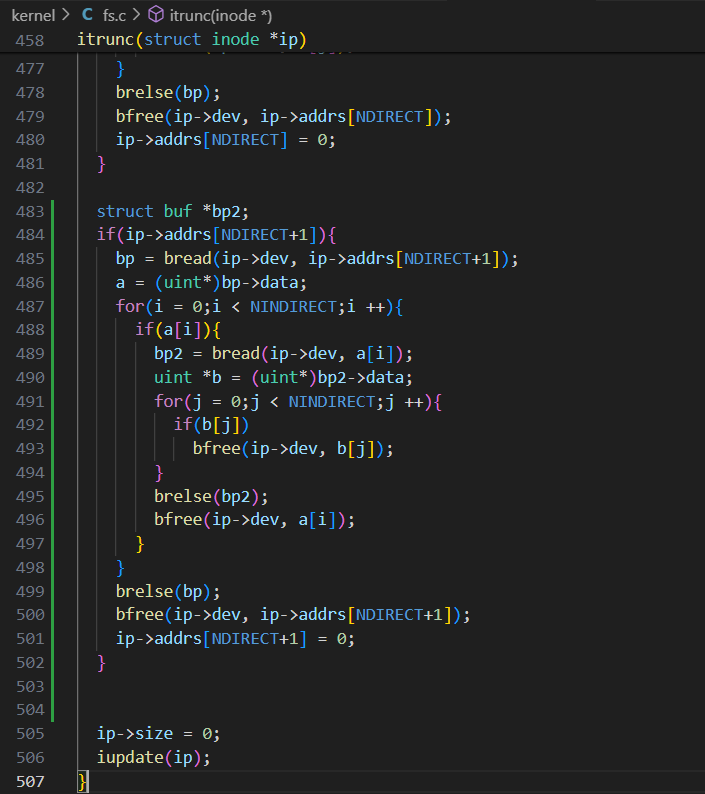 kernel > C fs.c > itrunc(inode *)
458 itrunc(struct inode *ip)
477 }
478 brelse(bp);
479 bfree(ip->dev, ip->addrs[NDIRECT]);
480 ip->addrs[NDIRECT] = 0;
481 }
482
483 struct buf *bp2;
484 if(ip->addrs[NDIRECT+1]){
485 bp = bread(ip->dev, ip->addrs[NDIRECT+1]);
486 a = (uint*)bp->data;
487 for(i = 0;i < NINDIRECT;i ++){
488 if(a[i]){
489 bp2 = bread(ip->dev, a[i]);
490 uint *b = (uint*)bp2->data;
491 for(j = 0;j < NINDIRECT;j ++){
492 if(b[j])
493 bfree(ip->dev, b[j]);
494 }
495 brelse(bp2);
496 bfree(ip->dev, a[i]);
497 }
498 }
499 brelse(bp);
500 bfree(ip->dev, ip->addrs[NDIRECT+1]);
501 ip->addrs[NDIRECT+1] = 0;
502 }
503
504
505 ip->size = 0;
506 iupdate(ip);
507 }